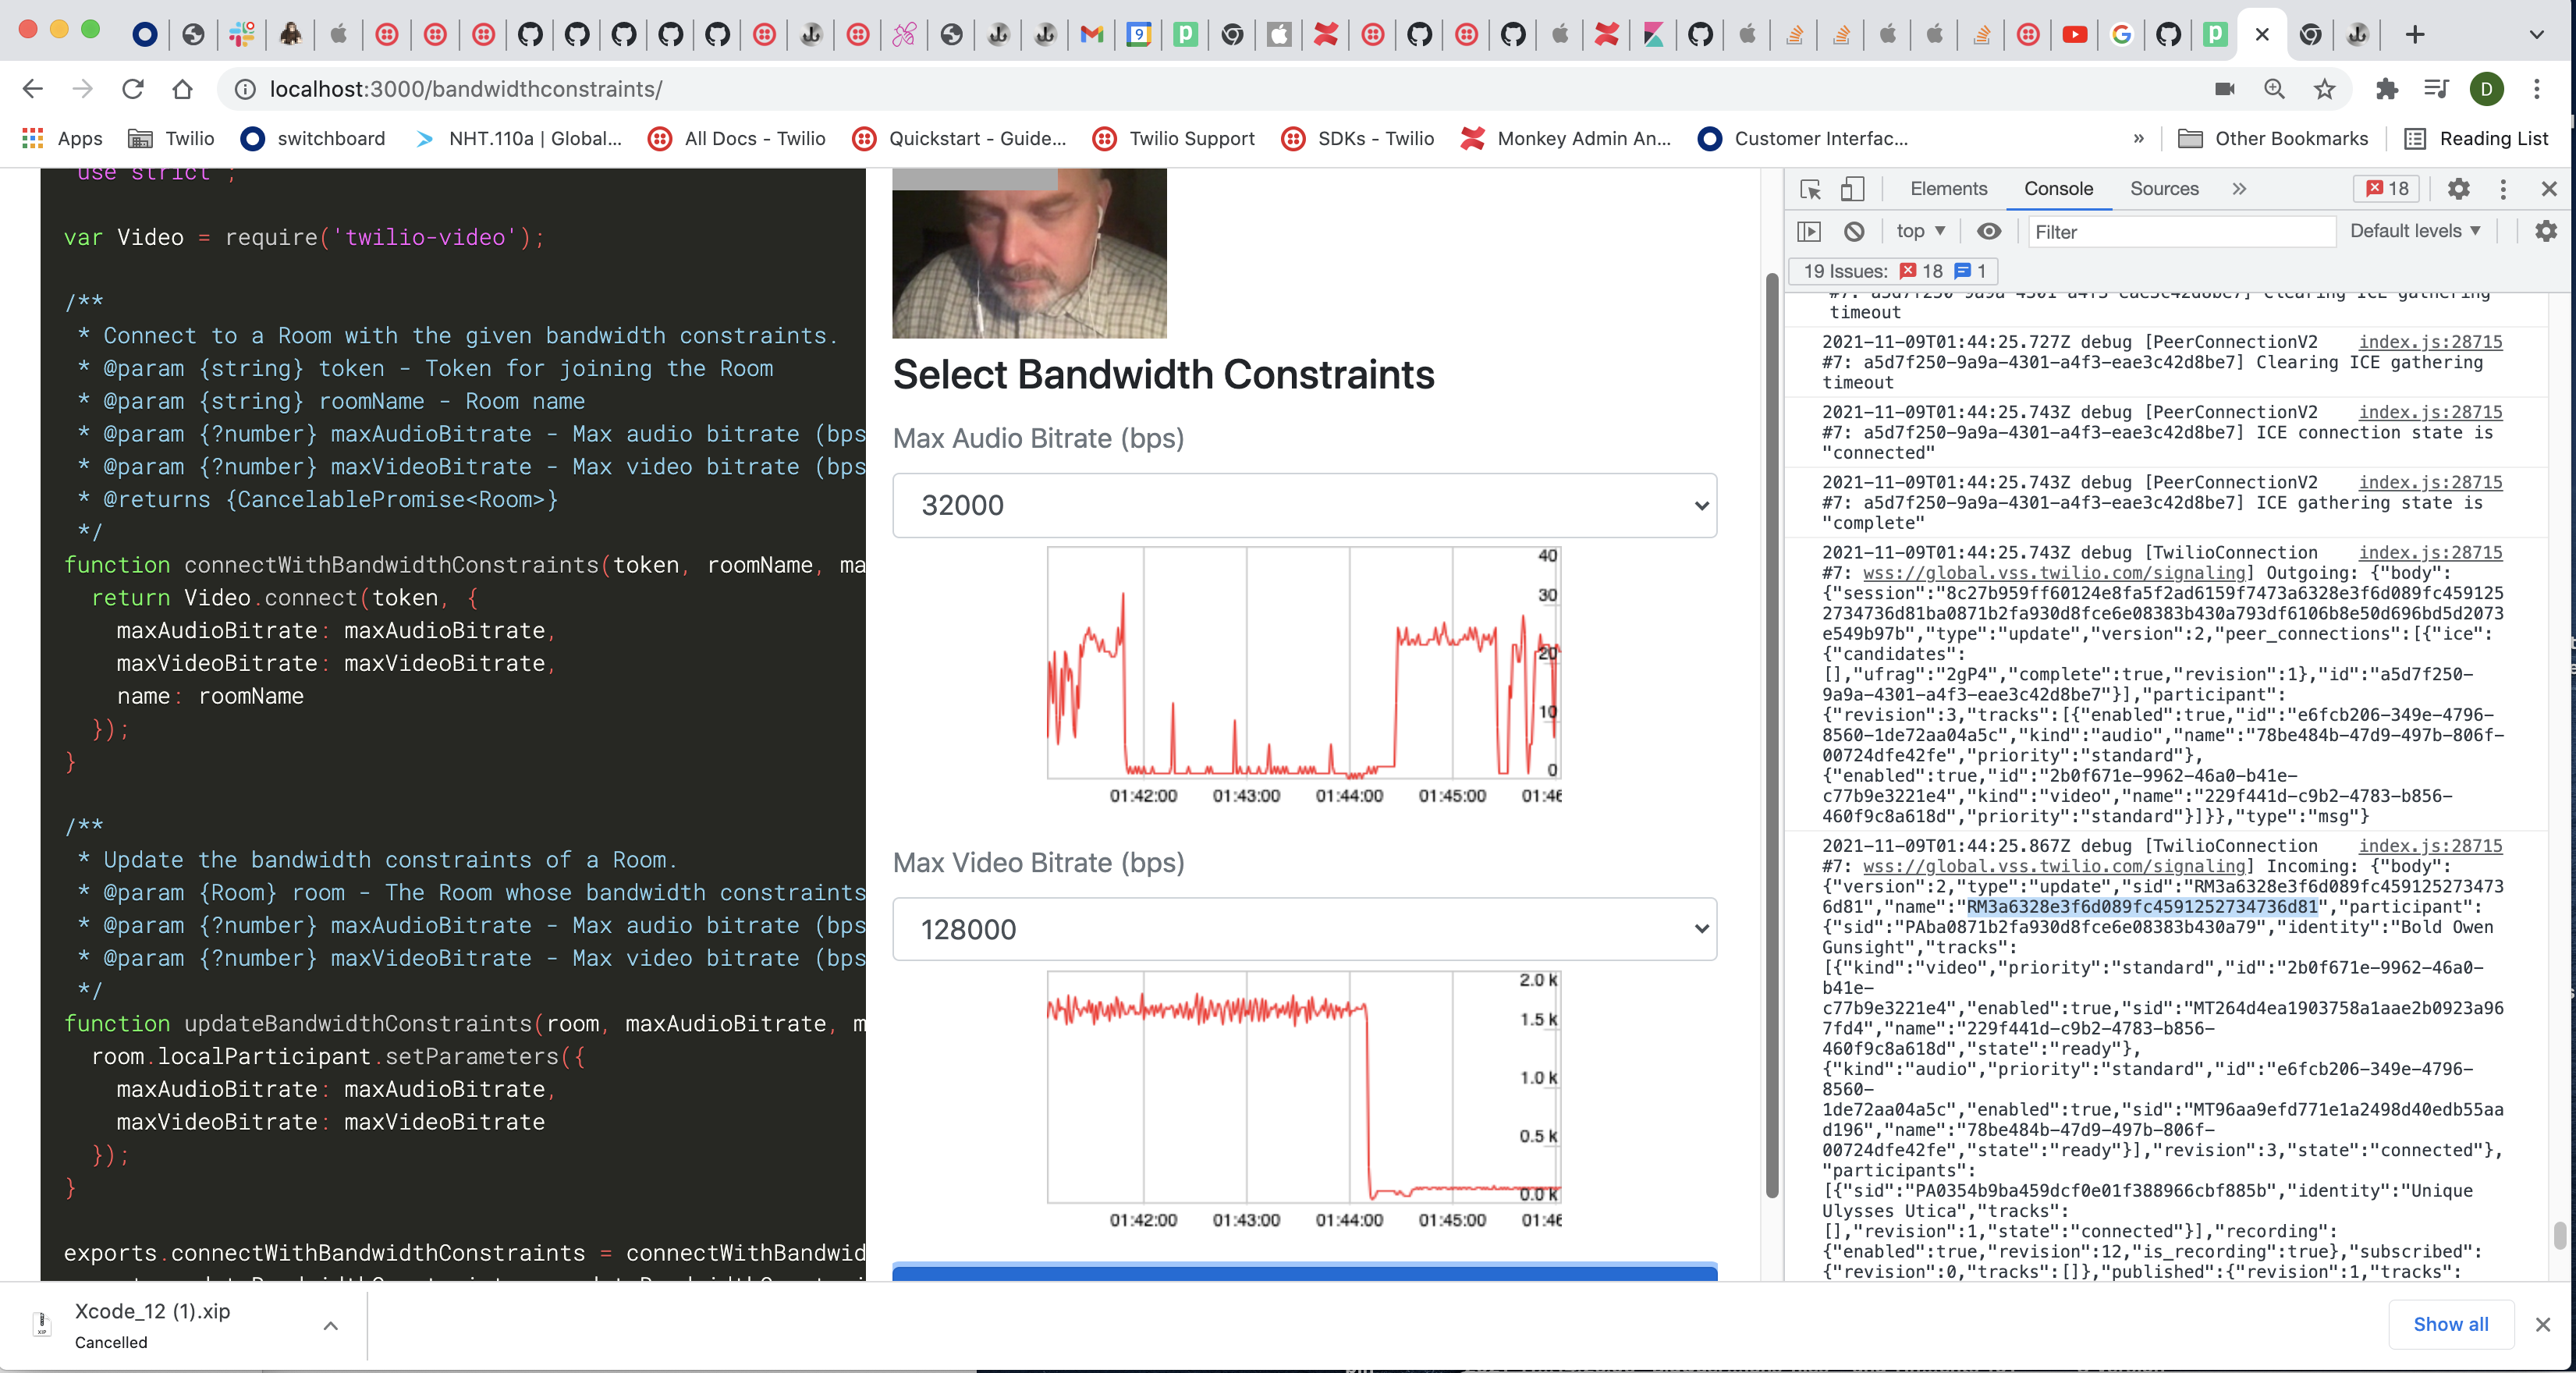 localhost:3000/bandwidthconstraints/
D
Apps
Twilio
switchboard
NHT.110a | Global...
All Docs - Twilio
Quickstart - Guide...
Twilio Support
SDKs - Twilio
Monkey Admin An...
Customer Interfac...
»
Other Bookmarks
Reading List
use strict ;
var Video = require('twilio-video');
/**
* Connect to a Room with the given bandwidth constraints.
* @param {string} token - Token for joining the Room
* @param {string} roomName - Room name
* @param {?number} maxAudioBitrate - Max audio bitrate (bps
* @param {?number} maxVideoBitrate - Max video bitrate (bps
* @returns {CancelablePromise<Room>}
*/
function connectWithBandwidthConstraints(token, roomName, ma
return Video.connect(token, {
maxAudioBitrate: maxAudioBitrate,
maxVideoBitrate: maxVideoBitrate,
name: roomName
});
}
/**
* Update the bandwidth constraints of a Room.
* @param {Room} room - The Room whose bandwidth constraints
* @param {?number} maxAudioBitrate - Max audio bitrate (bps
* @param {?number} maxVideoBitrate - Max video bitrate (bps
*/
function updateBandwidthConstraints(room, maxAudioBitrate, m
room.localParticipant.setParameters({
maxAudioBitrate: maxAudioBitrate,
maxVideoBitrate: maxVideoBitrate
});
}
exports.connectWithBandwidthConstraints = connectWithBandwid
Select Bandwidth Constraints
Max Audio Bitrate (bps)
32000
40
30
20
10
0
01:42:00 01:43:00 01:44:00 01:45:00 01:46
Max Video Bitrate (bps)
128000
2.0 k
1.5 k
1.0 k
0.5 k
0.0 k
01:42:00 01:43:00 01:44:00 01:45:00 01:46
Elements Console Sources » 18
top Filter Default levels
19 Issues: 18 1
#7: a5d7f250-9a9a-4301-a4f3-eae3c42d8be7] Clearing ICE gathering
timeout
2021-11-09T01:44:25.727Z debug [PeerConnectionV2 index.js:28715
#7: a5d7f250-9a9a-4301-a4f3-eae3c42d8be7] Clearing ICE gathering
timeout
2021-11-09T01:44:25.743Z debug [PeerConnectionV2 index.js:28715
#7: a5d7f250-9a9a-4301-a4f3-eae3c42d8be7] ICE connection state is
"connected"
2021-11-09T01:44:25.743Z debug [PeerConnectionV2 index.js:28715
#7: a5d7f250-9a9a-4301-a4f3-eae3c42d8be7] ICE gathering state is
"complete"
2021-11-09T01:44:25.743Z debug [TwilioConnection index.js:28715
#7: wss://global.vss.twilio.com/signaling] Outgoing: {"body":
{"session":"8c27b959ff60124e8fa5f2ad6159f7473a6328e3f6d089fc459125
2734736d81ba0871b2fa930d8fce6e08383b430a793df6106b8e50d696bd5d2073
e549b97b","type":"update","version":2,"peer_connections":[{"ice":
{"candidates":
[],"ufrag":"2gP4","complete":true,"revision":1},"id":"a5d7f250-
9a9a-4301-a4f3-eae3c42d8be7"}],"participant":
{"revision":3,"tracks":[{"enabled":true,"id":"e6fcb206-349e-4796-
8560-1de72aa04a5c","kind":"audio","name":"78be484b-47d9-497b-806f-
00724dfe42fe","priority":"standard"},
{"enabled":true,"id":"2b0f671e-9962-46a0-b41e-
c77b9e3221e4","kind":"video","name":"229f441d-c9b2-4783-b856-
460f9c8a618d","priority":"standard"}]}},"type":"msg"}
2021-11-09T01:44:25.867Z debug [TwilioConnection index.js:28715
#7: wss://global.vss.twilio.com/signaling] Incoming: {"body":
{"version":2,"type":"update","sid":"RM3a6328e3f6d089fc459125273473
6d81","name":"RM3a6328e3f6d089fc4591252734736d81","participant":
{"sid":"PAba0871b2fa930d8fce6e08383b430a79","identity":"Bold Owen
Gunsight","tracks":
[{"kind":"video","priority":"standard","id":"2b0f671e-9962-46a0-
b41e-
c77b9e3221e4","enabled":true,"sid":"MT264d4ea1903758a1aae2b0923a96
7fd4","name":"229f441d-c9b2-4783-b856-
460f9c8a618d","state":"ready"},
{"kind":"audio","priority":"standard","id":"e6fcb206-349e-4796-
8560-
1de72aa04a5c","enabled":true,"sid":"MT96aa9efd771e1a2498d40edb55aa
d196","name":"78be484b-47d9-497b-806f-
00724dfe42fe","state":"ready"}],"revision":3,"state":"connected"},
"participants":
[{"sid":"PA0354b9ba459dcf0e01f388966cbf885b","identity":"Unique
Ulysses Utica","tracks":
[],"revision":1,"state":"connected"}],"recording":
{"enabled":true,"revision":12,"is_recording":true},"subscribed":
{"revision":0,"tracks":[]},"published":{"revision":1,"tracks":
Xcode_12 (1).xip
Cancelled
Show all